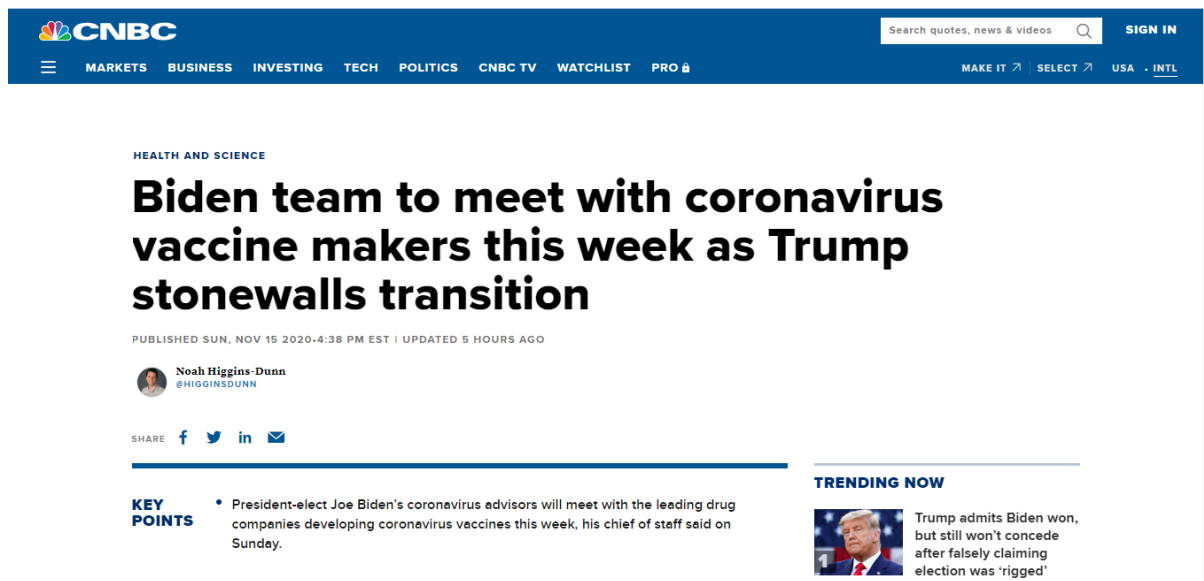 CNBC
Search quotes, news & videos
SIGN IN
MARKETS BUSINESS INVESTING TECH POLITICS CNBC TV WATCHLIST PRO
MAKE IT SELECT USA • INTL
HEALTH AND SCIENCE
Biden team to meet with coronavirus
vaccine makers this week as Trump
stonewalls transition
PUBLISHED SUN, NOV 15 2020•4:38 PM EST | UPDATED 5 HOURS AGO
Noah Higgins-Dunn
@HIGGINSDUNN
SHARE
KEY
POINTS
• President-elect Joe Biden's coronavirus advisors will meet with the leading drug
companies developing coronavirus vaccines this week, his chief of staff said on
Sunday.
TRENDING NOW
1
Trump admits Biden won,
but still won't concede
after falsely claiming
election was ‘rigged’